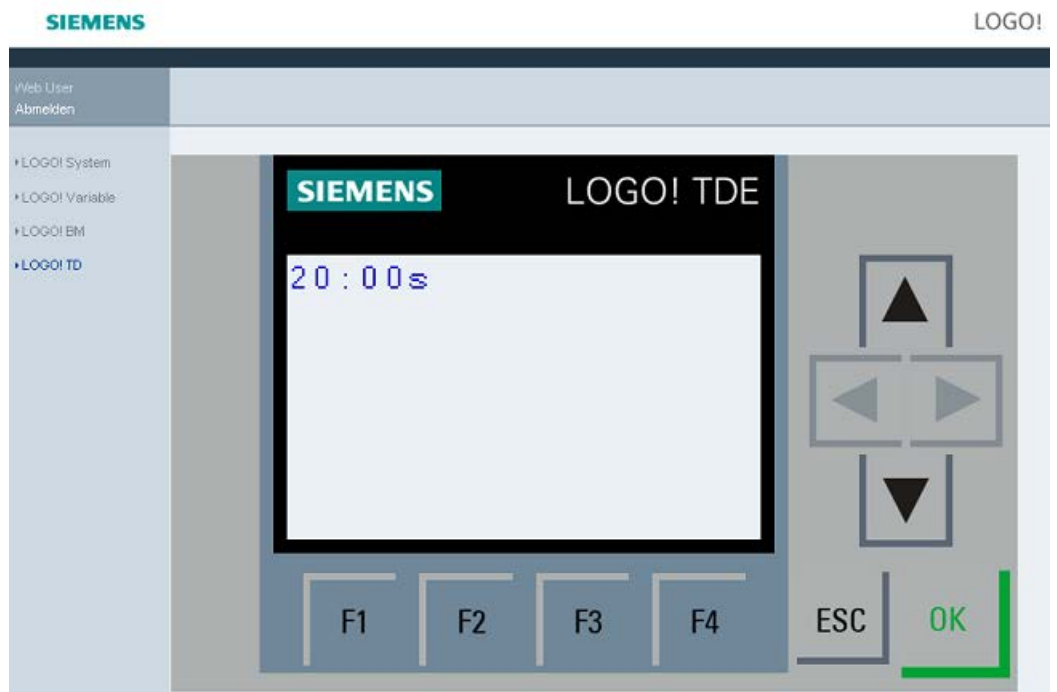 SIEMENS LOGO!
Web User
Abmelden
LOGO! System
LOGO! Variable
LOGO! BM
LOGO! TD
SIEMENS LOGO! TDE
20:00s
F1 F2 F3 F4 ESC OK